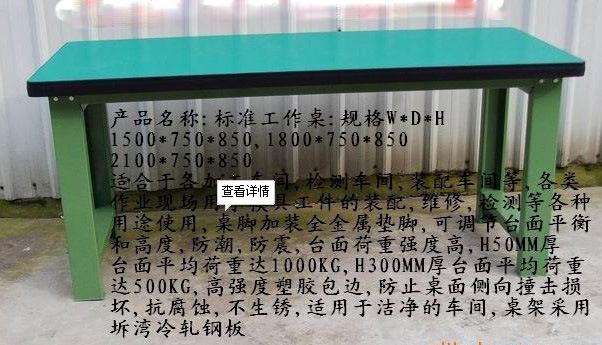 产品名称:标准工作桌:规格W*D*H
1500*750*850,1800*750*850
2100*750*850
适合于各加车间,检测车间,装配车间等,各类
查看详情
作业现场用模具工件的装配.维修,检测等各种
用途使用,桌脚加装全金属垫脚,可调节台面平衡
和高度,防潮,防震,台面荷重强度高,H50MM厚
台面平均荷重达1000KG,H300MM厚台面平均荷重
达500KG,高强度塑胶包边,防止桌面侧向撞击损
坏,抗腐蚀,不生锈,适用于洁净的车间,桌架采用
坼湾冷轧钢板